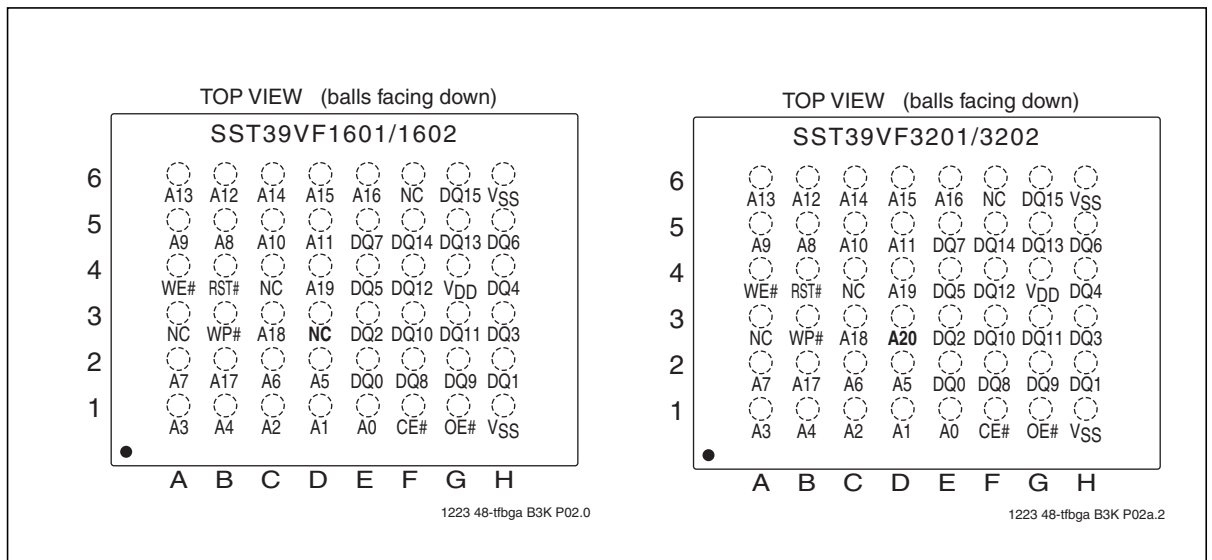 TOP VIEW (balls facing down)
SST39VF1601/1602
6
A13 A12 A14 A15 A16 NC DQ15 VSS
5
A9 A8 A10 A11 DQ7 DQ14 DQ13 DQ6
4
WE# RST# NC A19 DQ5 DQ12 VDD DQ4
3
NC WP# A18 NC DQ2 DQ10 DQ11 DQ3
2
A7 A17 A6 A5 DQ0 DQ8 DQ9 DQ1
1
A3 A4 A2 A1 A0 CE# OE# VSS
A B C D E F G H
1223 48-tfbga B3K P02.0
TOP VIEW (balls facing down)
SST39VF3201/3202
6
A13 A12 A14 A15 A16 NC DQ15 VSS
5
A9 A8 A10 A11 DQ7 DQ14 DQ13 DQ6
4
WE# RST# NC A19 DQ5 DQ12 VDD DQ4
3
NC WP# A18 A20 DQ2 DQ10 DQ11 DQ3
2
A7 A17 A6 A5 DQ0 DQ8 DQ9 DQ1
1
A3 A4 A2 A1 A0 CE# OE# VSS
A B C D E F G H
1223 48-tfbga B3K P02a.2